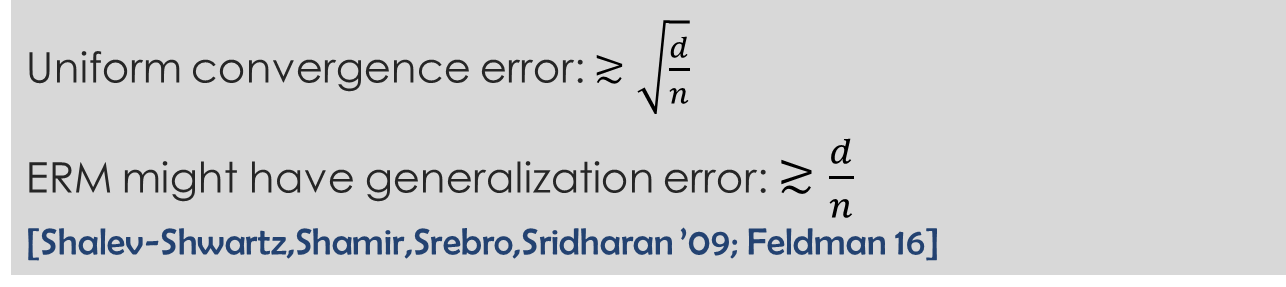 Uniform convergence error: ≳ √(d/n)
ERM might have generalization error: ≳ d/n
[Shalev-Shwartz,Shamir,Srebro,Sridharan ’09; Feldman 16]